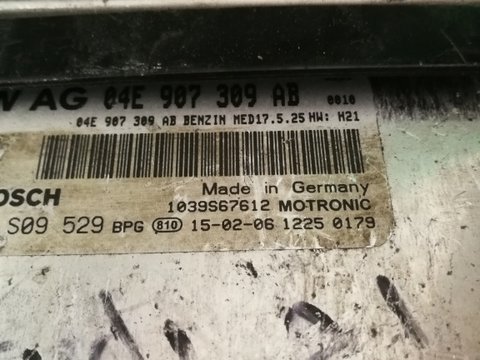 W AG 04E 907 309 AB 0010
04E 907 309 AB BENZIN MED17.5.25 HW: H21
OSCH Made in Germany
1039S67612 MOTRONIC
S09 529 BPG 810 15-02-06 1225 0179